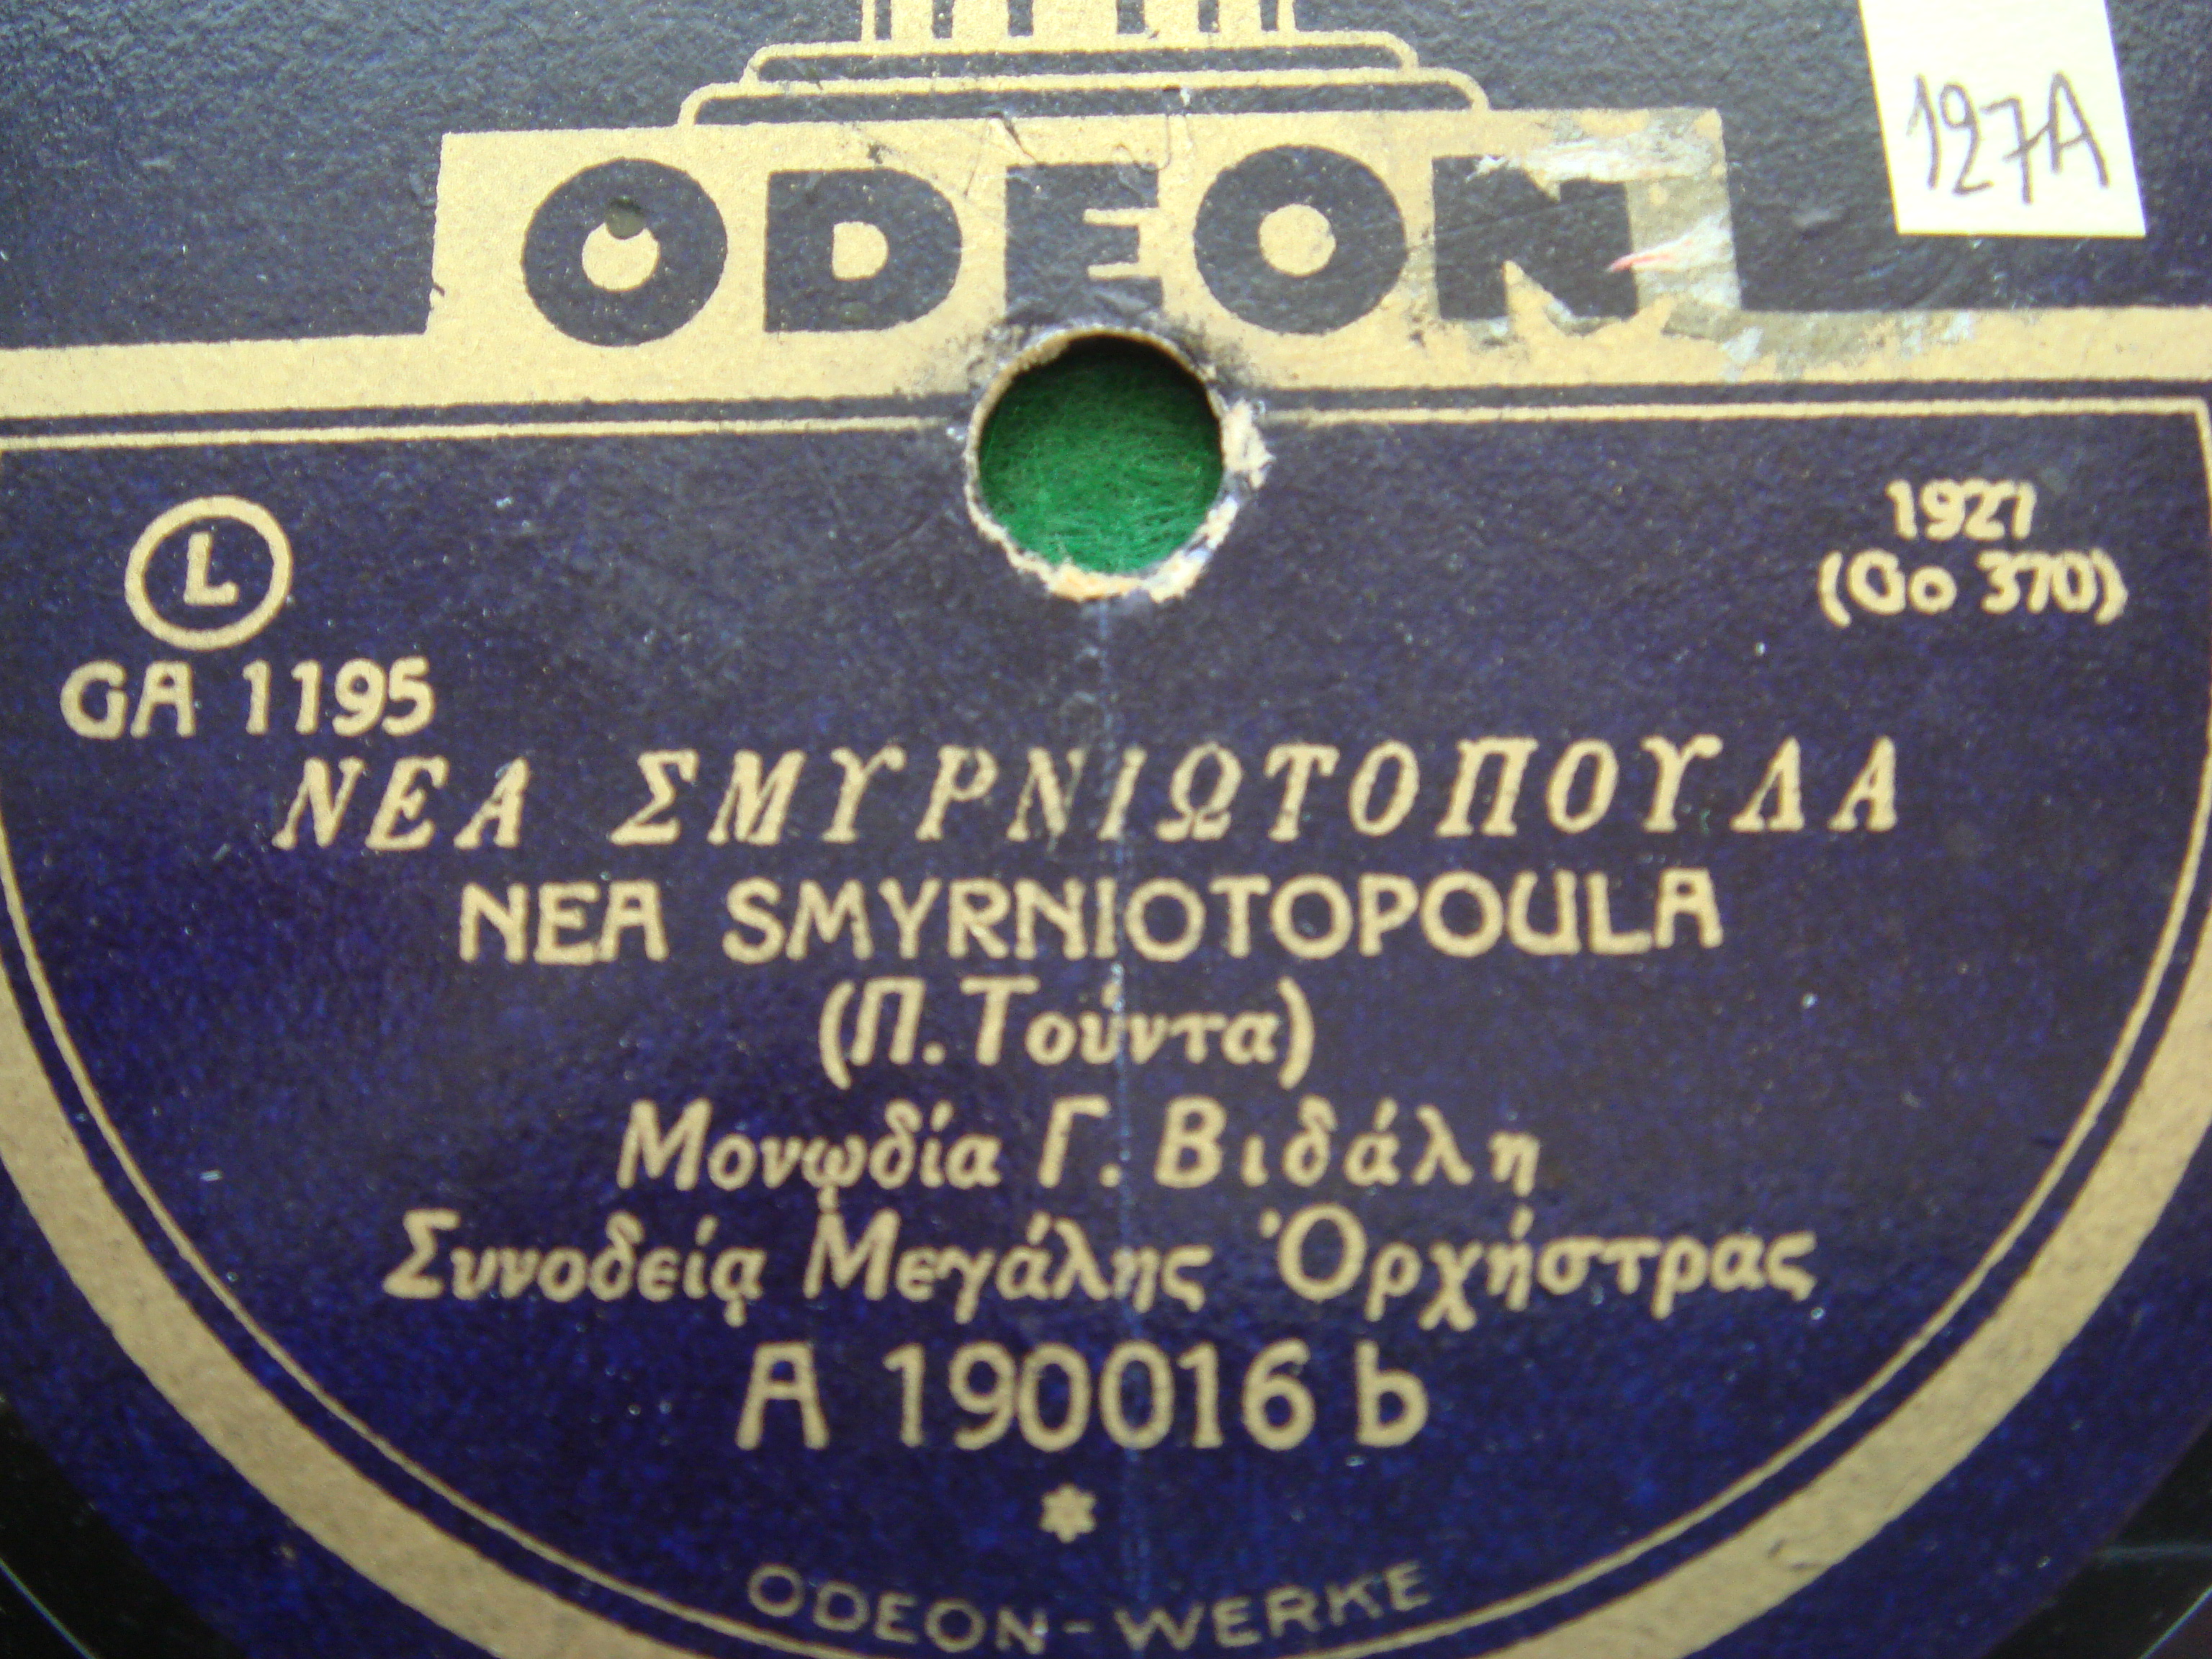 127A
ODEON
L
1927
(Go 370)
GA 1195
ΝΕΑ ΣΜΥΡΝΙΩΤΟΠΟΥΛΑ
NEA SMYRNIOTOPOULA
(Π. Τούντα)
Μονῳδία Γ. Βιδάλη
Συνοδείᾳ Μεγάλης Ὀρχήστρας
A 190016 b
ODEON-WERKE